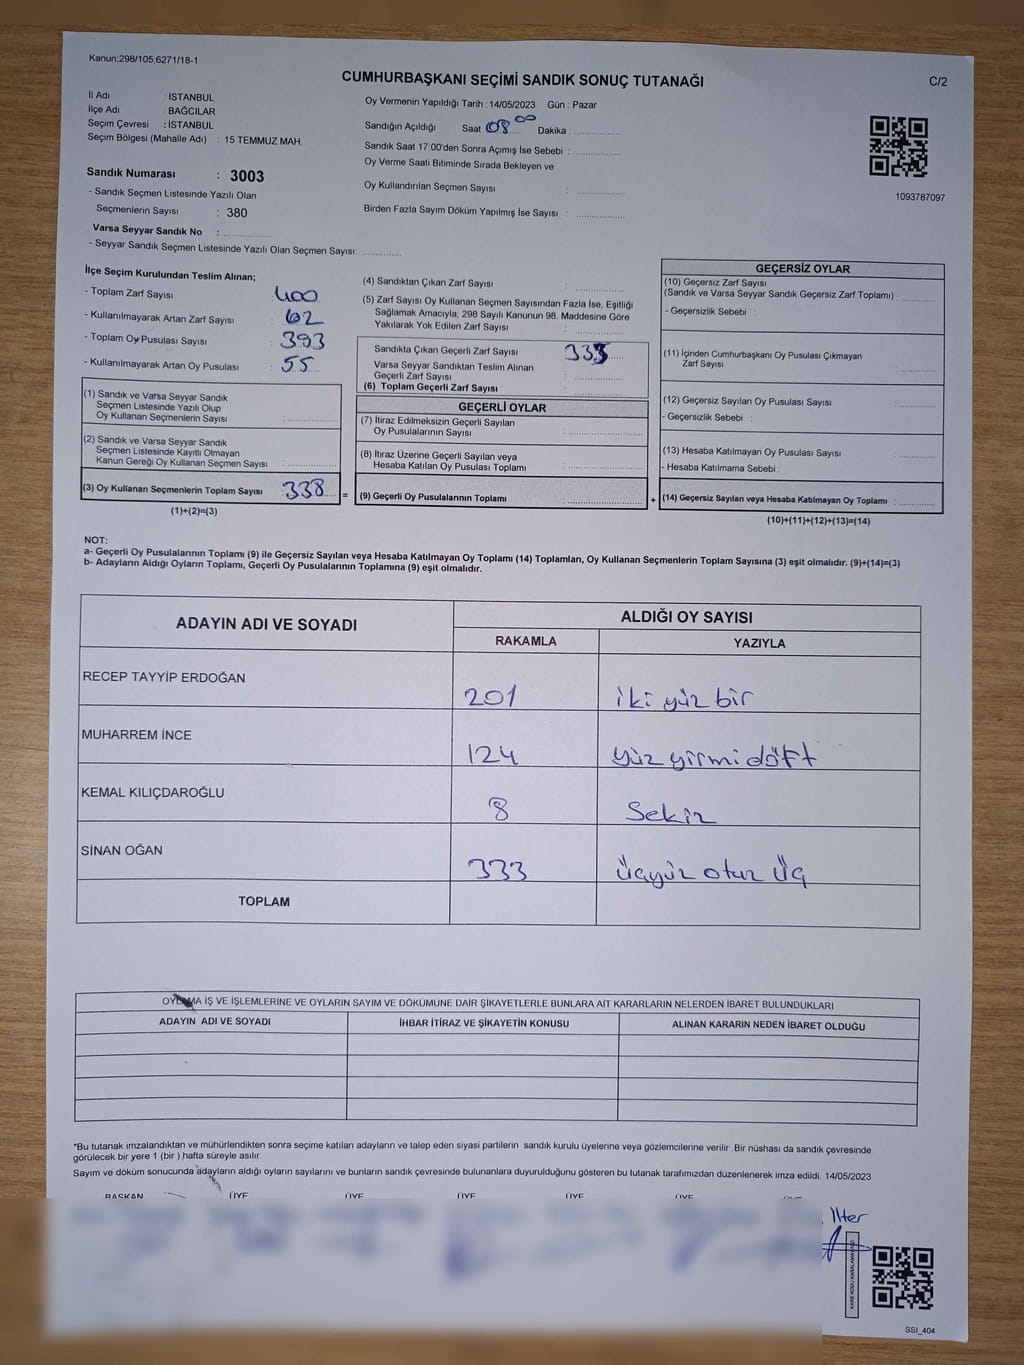 Kanun;298/105;6271/18-1
CUMHURBAŞKANI SEÇİMİ SANDIK SONUÇ TUTANAĞI
C/2
İl Adı : İSTANBUL
İlçe Adı : BAĞCILAR
Seçim Çevresi : İSTANBUL
Seçim Bölgesi (Mahalle Adı) : 15 TEMMUZ MAH.
Oy Vermenin Yapıldığı Tarih : 14/05/2023 Gün : Pazar
Sandığın Açıldığı Saat 08 00 Dakika :
Sandık Saat 17:00'den Sonra Açımış İse Sebebi :
Oy Verme Saati Bitiminde Sırada Bekleyen ve
Oy Kullandırılan Seçmen Sayısı :
Birden Fazla Sayım Döküm Yapılmış İse Sayısı :
1093787097
Sandık Numarası : 3003
- Sandık Seçmen Listesinde Yazılı Olan
Seçmenlerin Sayısı : 380
Varsa Seyyar Sandık No :
- Seyyar Sandık Seçmen Listesinde Yazılı Olan Seçmen Sayısı:
İlçe Seçim Kurulundan Teslim Alınan;
- Toplam Zarf Sayısı : 400
- Kullanılmayarak Artan Zarf Sayısı : 62
- Toplam Oy Pusulası Sayısı : 393
- Kullanılmayarak Artan Oy Pusulası : 55
(1) Sandık ve Varsa Seyyar Sandık
Seçmen Listesinde Yazılı Olup
Oy Kullanan Seçmenlerin Sayısı :
(2) Sandık ve Varsa Seyyar Sandık
Seçmen Listesinde Kayıtlı Olmayan
Kanun Gereği Oy Kullanan Seçmen Sayısı :
(3) Oy Kullanan Seçmenlerin Toplam Sayısı : 338
(1)+(2)=(3)
=
(4) Sandıktan Çıkan Zarf Sayısı :
(5) Zarf Sayısı Oy Kullanan Seçmen Sayısından Fazla İse, Eşitliği
Sağlamak Amacıyla; 298 Sayılı Kanunun 98. Maddesine Göre
Yakılarak Yok Edilen Zarf Sayısı :
Sandıkta Çıkan Geçerli Zarf Sayısı :
Varsa Seyyar Sandıktan Teslim Alınan
Geçerli Zarf Sayısı :
(6) Toplam Geçerli Zarf Sayısı :
GEÇERLİ OYLAR
(7) İtiraz Edilmeksizin Geçerli Sayılan
Oy Pusulalarının Sayısı :
(8) İtiraz Üzerine Geçerli Sayılan veya
Hesaba Katılan Oy Pusulası Toplamı :
(9) Geçerli Oy Pusulalarının Toplamı :
+
GEÇERSİZ OYLAR
(10) Geçersiz Zarf Sayısı
(Sandık ve Varsa Seyyar Sandık Geçersiz Zarf Toplamı) :
- Geçersizlik Sebebi :
(11) İçinden Cumhurbaşkanı Oy Pusulası Çıkmayan
Zarf Sayısı :
(12) Geçersiz Sayılan Oy Pusulası Sayısı :
- Geçersizlik Sebebi :
(13) Hesaba Katılmayan Oy Pusulası Sayısı :
- Hesaba Katılmama Sebebi :
(14) Geçersiz Sayılan veya Hesaba Katılmayan Oy Toplamı :
(10)+(11)+(12)+(13)=(14)
NOT:
a- Geçerli Oy Pusulalarının Toplamı (9) ile Geçersiz Sayılan veya Hesaba Katılmayan Oy Toplamı (14) Toplamları, Oy Kullanan Seçmenlerin Toplam Sayısına (3) eşit olmalıdır. (9)+(14)=(3)
b- Adayların Aldığı Oyların Toplamı, Geçerli Oy Pusulalarının Toplamına (9) eşit olmalıdır.
ADAYIN ADI VE SOYADI
ALDIĞI OY SAYISI
RAKAMLA YAZIYLA
RECEP TAYYİP ERDOĞAN 201 iki yüz bir
MUHARREM İNCE 124 yüz yirmi dört
KEMAL KILIÇDAROĞLU 8 Sekiz
SİNAN OĞAN 333 Üçyüz otuz üç
TOPLAM
OYLAMA İŞ VE İŞLEMLERİNE VE OYLARIN SAYIM VE DÖKÜMÜNE DAİR ŞİKAYETLERLE BUNLARA AİT KARARLARIN NELERDEN İBARET BULUNDUKLARI
ADAYIN ADI VE SOYADI İHBAR İTİRAZ VE ŞİKAYETİN KONUSU ALINAN KARARIN NEDEN İBARET OLDUĞU
*Bu tutanak imzalandıktan ve mühürlendikten sonra seçime katılan adayların ve talep eden siyasi partilerin sandık kurulu üyelerine veya gözlemcilerine verilir. Bir nüshası da sandık çevresinde
görülecek bir yere 1 (bir ) hafta süreyle asılır.
Sayım ve döküm sonucunda adayların aldığı oyların sayılarını ve bunların sandık çevresinde bulunanlara duyurulduğunu gösteren bu tutanak tarafımızdan düzenlenerek imza edildi. 14/05/2023
BAŞKAN ÜYE ÜYE ÜYE ÜYE ÜYE
İlter
SSI_404